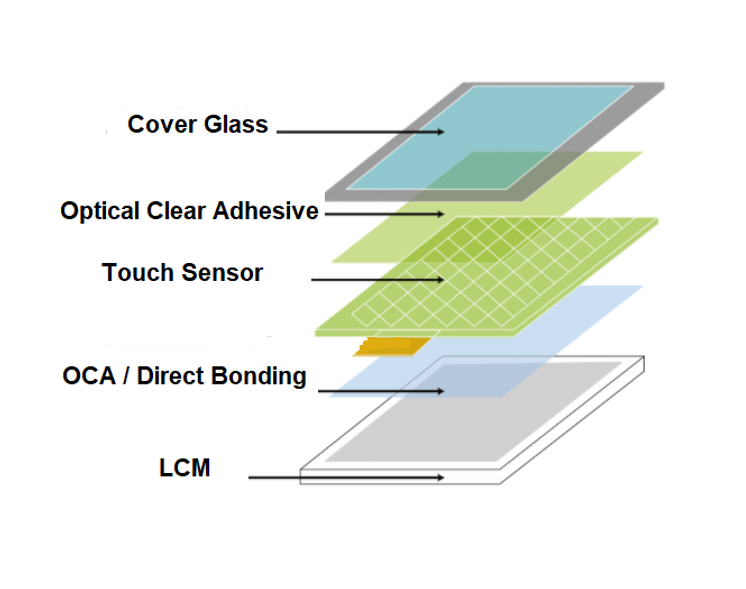 Cover Glass
Optical Clear Adhesive
Touch Sensor
OCA / Direct Bonding
LCM